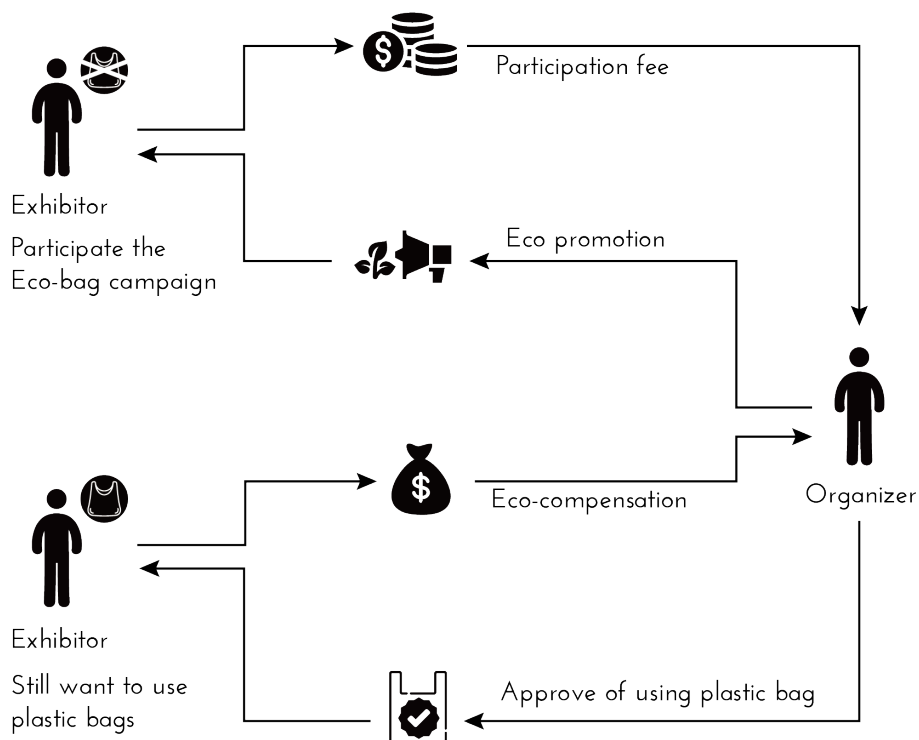 $
Participation fee
Exhibitor
Participate the
Eco-bag campaign
Eco promotion
$
Eco-compensation
Organizer
Exhibitor
Still want to use
plastic bags
Approve of using plastic bag